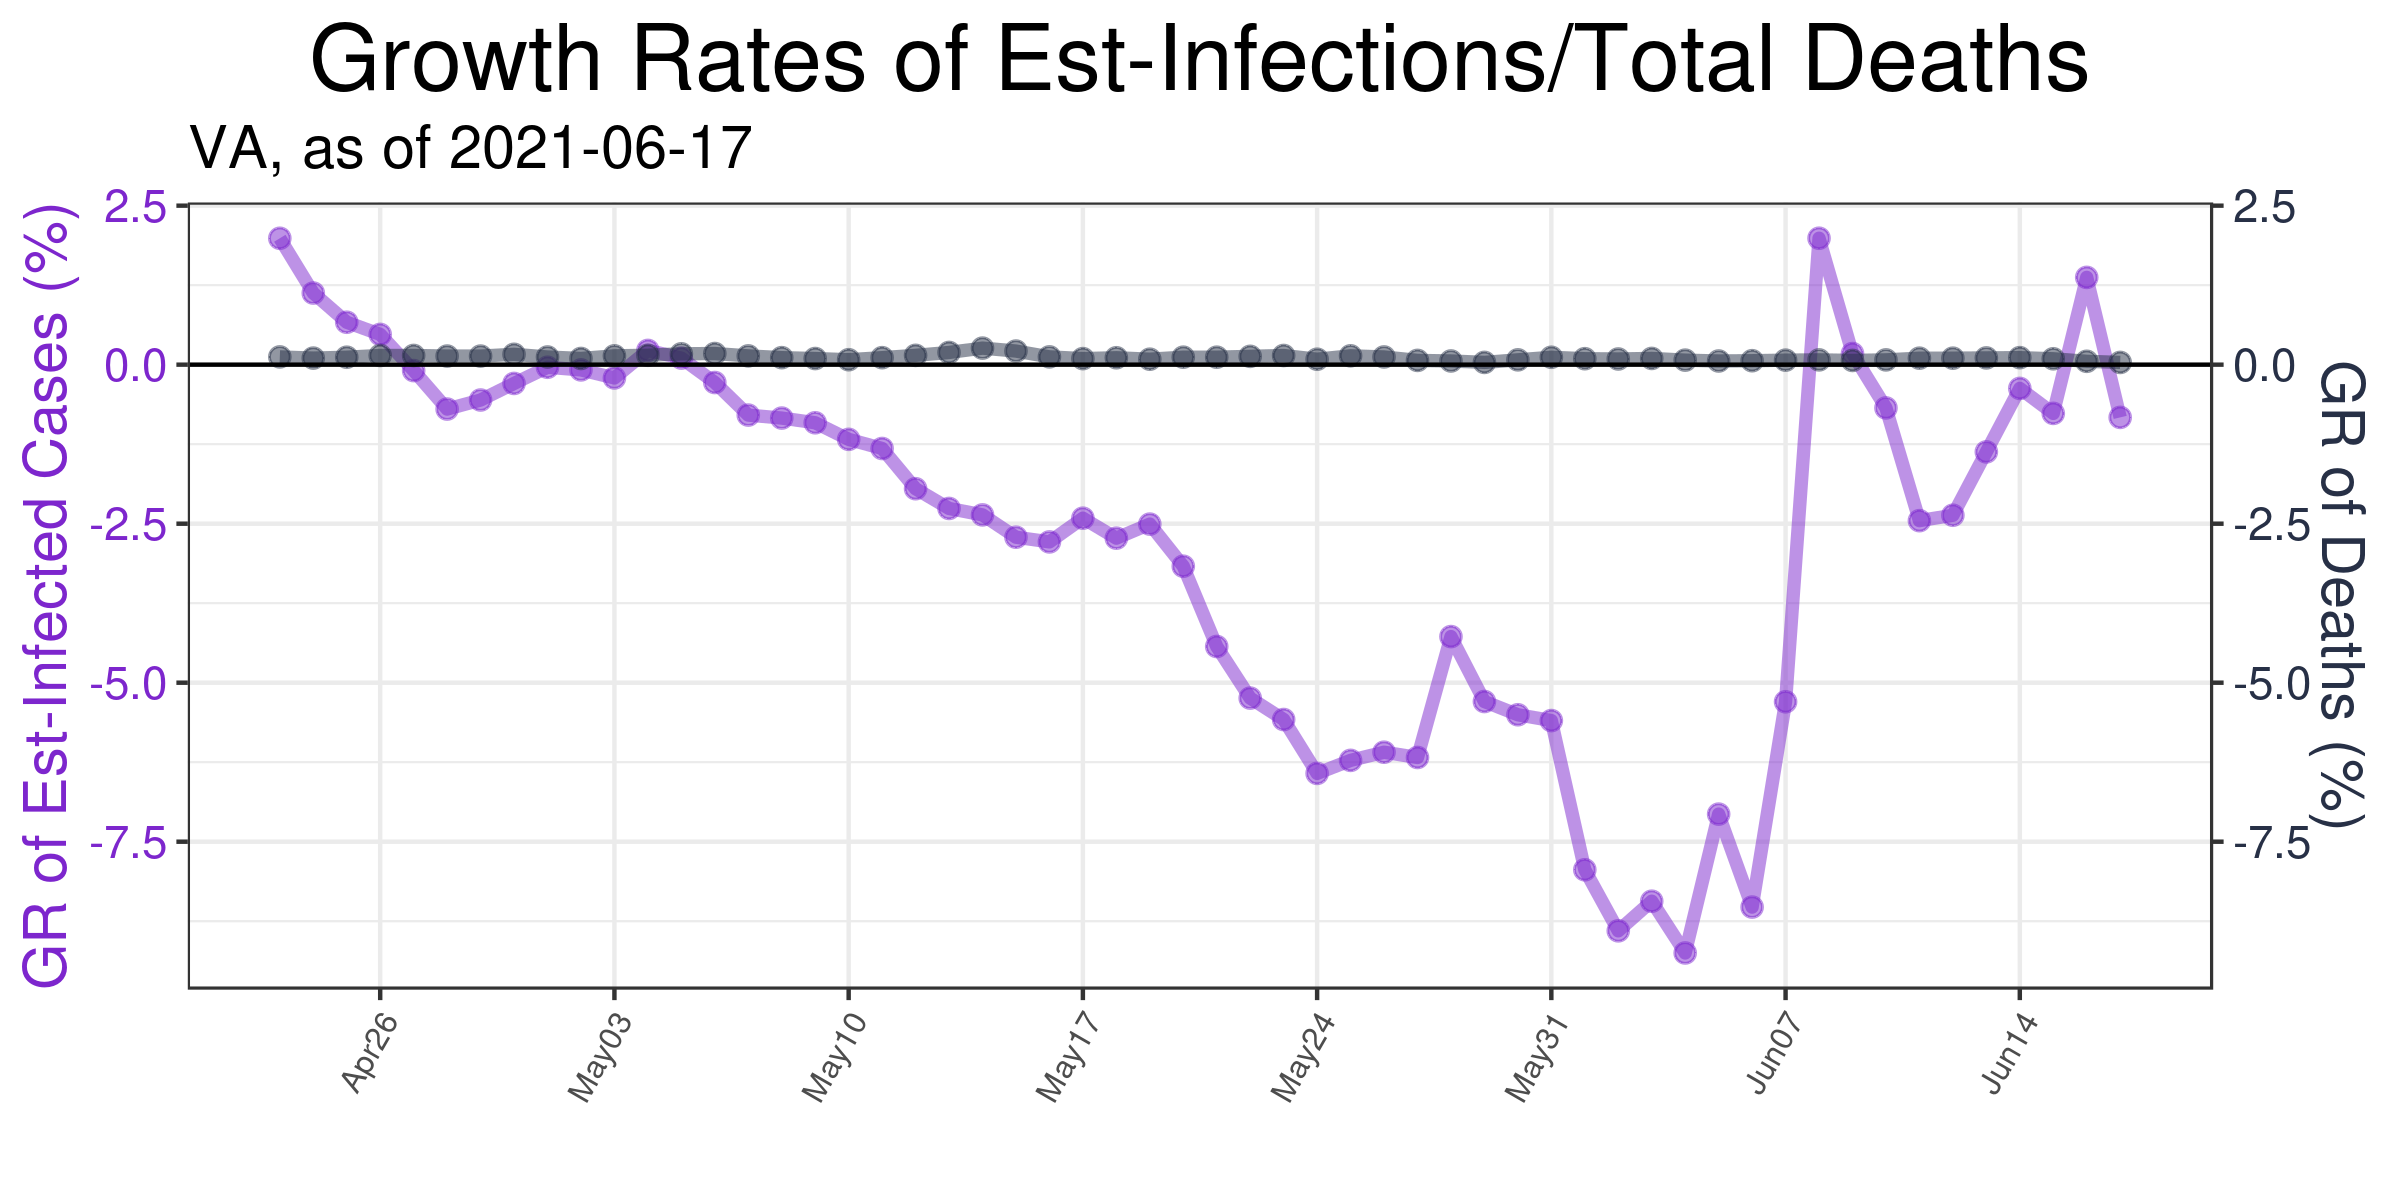 Growth Rates of Est-Infections/Total Deaths
VA, as of 2021-06-17
GR of Est-Infected Cases (%)
2.5
0.0
-2.5
-5.0
-7.5
2.5
0.0
-2.5
-5.0
-7.5
GR of Deaths (%)
Apr26
May03
May10
May17
May24
May31
Jun07
Jun14